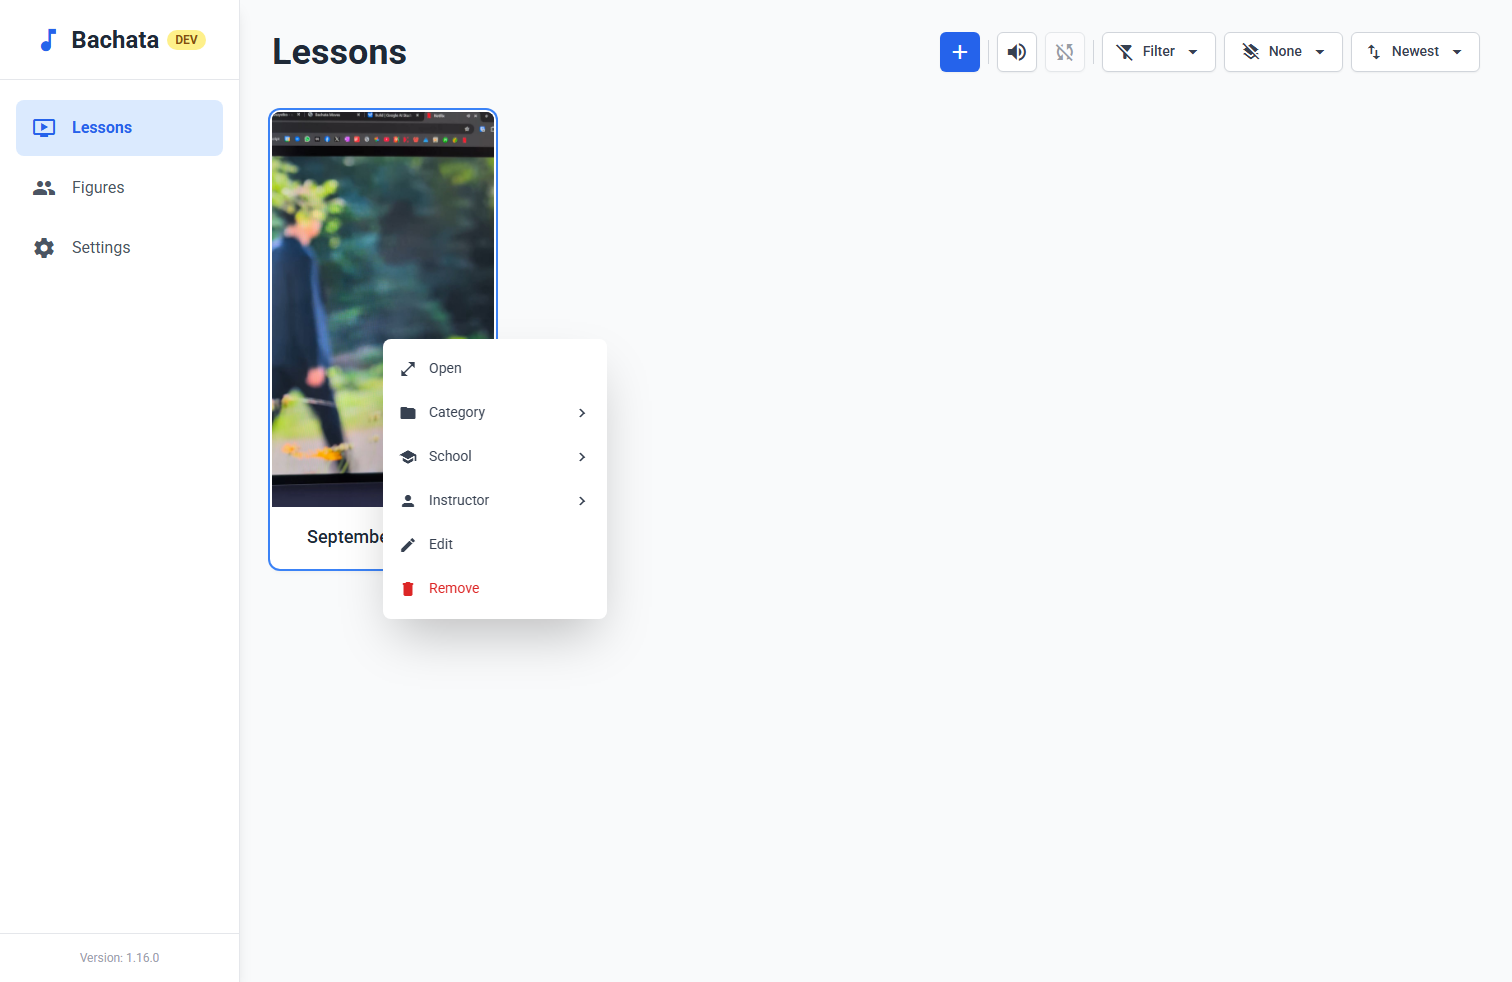 Bachata DEV
Lessons
Figures
Settings
Version: 1.16.0
Lessons
Filter
None
Newest
Open
Category
School
Instructor
Edit
Remove